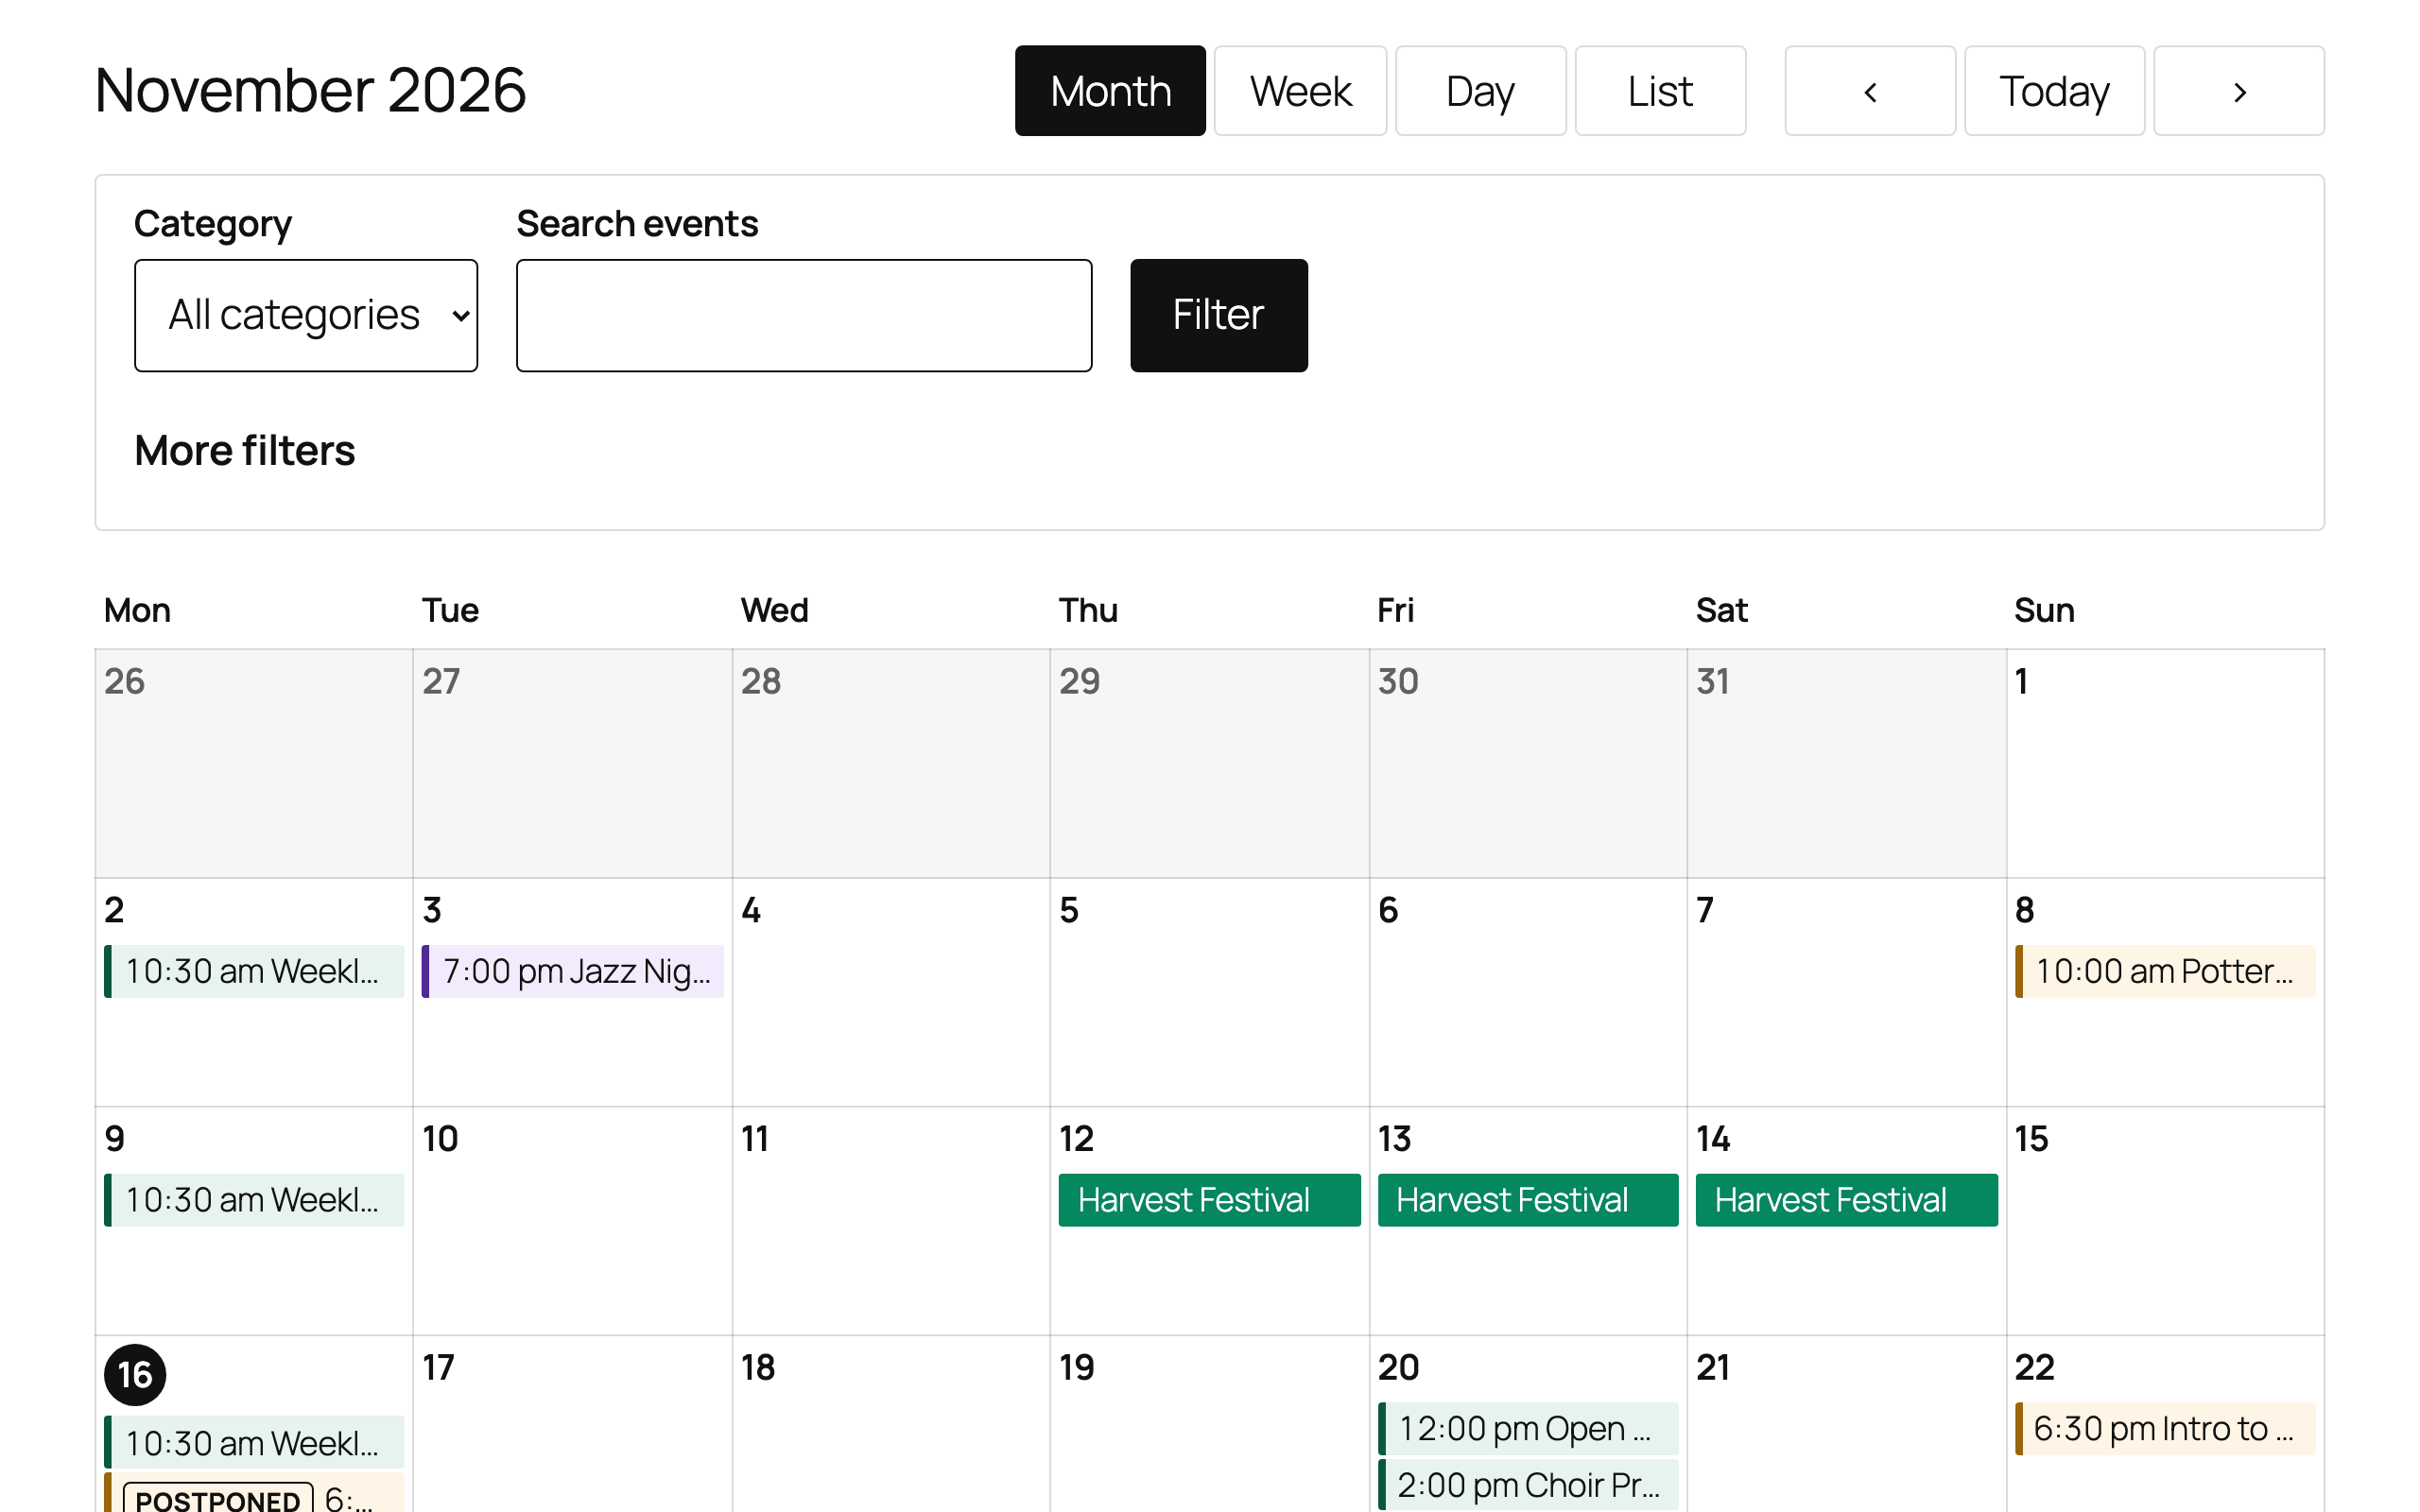 November 2026
Month Week Day List ‹ Today ›
Category Search events
All categories Filter
More filters
Mon Tue Wed Thu Fri Sat Sun
26 27 28 29 30 31 1
2 3 4 5 6 7 8
10:30 am Weekl... 7:00 pm Jazz Nig... 10:00 am Potter...
9 10 11 12 13 14 15
10:30 am Weekl... Harvest Festival Harvest Festival Harvest Festival
16 17 18 19 20 21 22
10:30 am Weekl... 12:00 pm Open ... 6:30 pm Intro to ...
POSTPONED 6:... 2:00 pm Choir Pr...